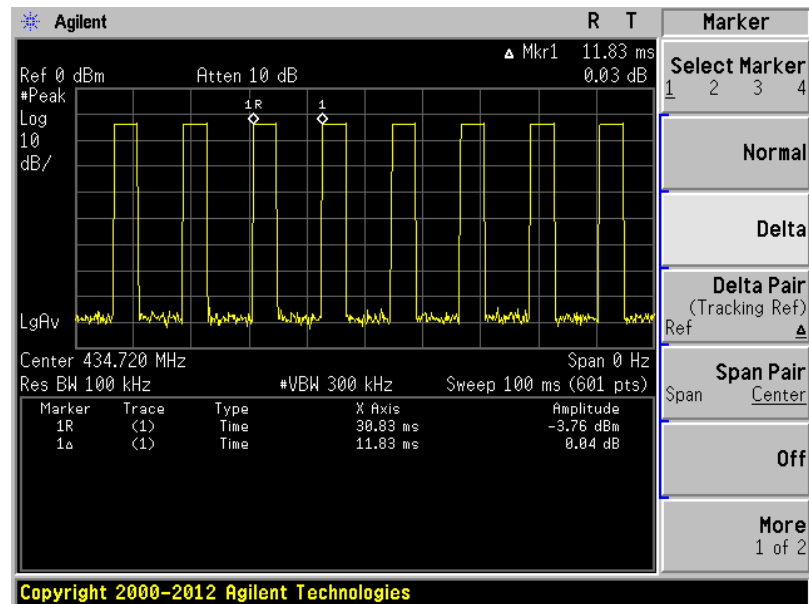 Agilent R T
Δ Mkr1 11.83 ms
Ref 0 dBm Atten 10 dB 0.03 dB
#Peak
Log
10
dB/
1R 1
LgAv
Center 434.720 MHz Span 0 Hz
Res BW 100 kHz #VBW 300 kHz Sweep 100 ms (601 pts)
Marker Trace Type X Axis Amplitude
1R (1) Time 30.83 ms -3.76 dBm
1Δ (1) Time 11.83 ms 0.04 dB
Copyright 2000-2012 Agilent Technologies
Marker
Select Marker
1 2 3 4
Normal
Delta
Delta Pair
(Tracking Ref)
Ref Δ
Span Pair
Span Center
Off
More
1 of 2